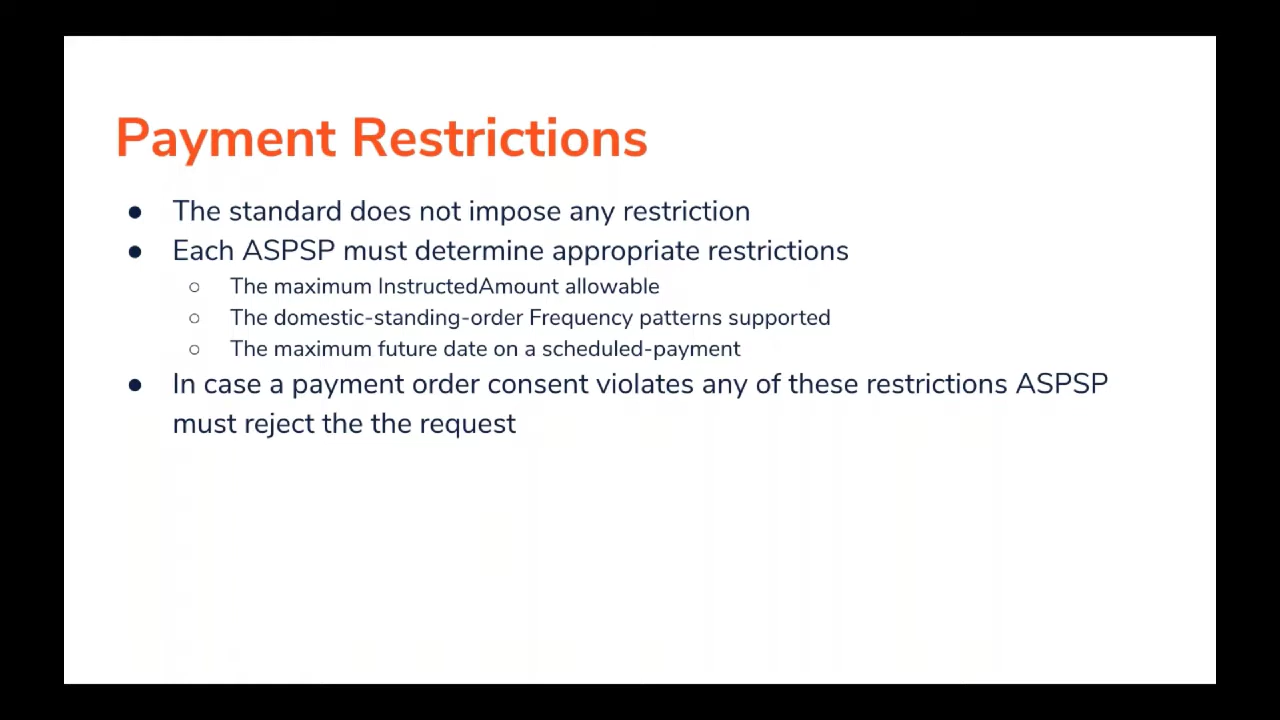 Payment Restrictions
● The standard does not impose any restriction
● Each ASPSP must determine appropriate restrictions
○ The maximum InstructedAmount allowable
○ The domestic-standing-order Frequency patterns supported
○ The maximum future date on a scheduled-payment
● In case a payment order consent violates any of these restrictions ASPSP
must reject the the request